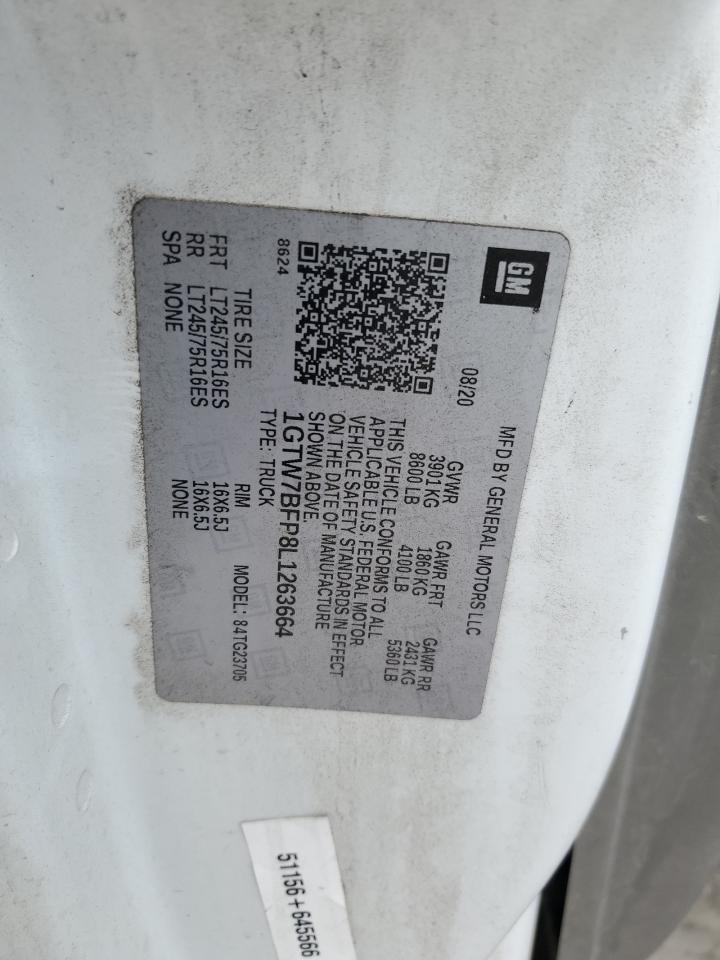 GM
MFD BY GENERAL MOTORS LLC
08/20
GVWR GAWR FRT GAWR RR
3901 KG 1860 KG 2431 KG
8600 LB 4100 LB 5360 LB
THIS VEHICLE CONFORMS TO ALL
APPLICABLE U.S. FEDERAL MOTOR
VEHICLE SAFETY STANDARDS IN EFFECT
ON THE DATE OF MANUFACTURE
SHOWN ABOVE.
1GTW7BFP8L1263664
TYPE: TRUCK
8624
MODEL: 84TG23705
TIRE SIZE RIM
FRT LT245/75R16ES 16X6.5J
RR LT245/75R16ES 16X6.5J
SPA NONE NONE
51156+645566